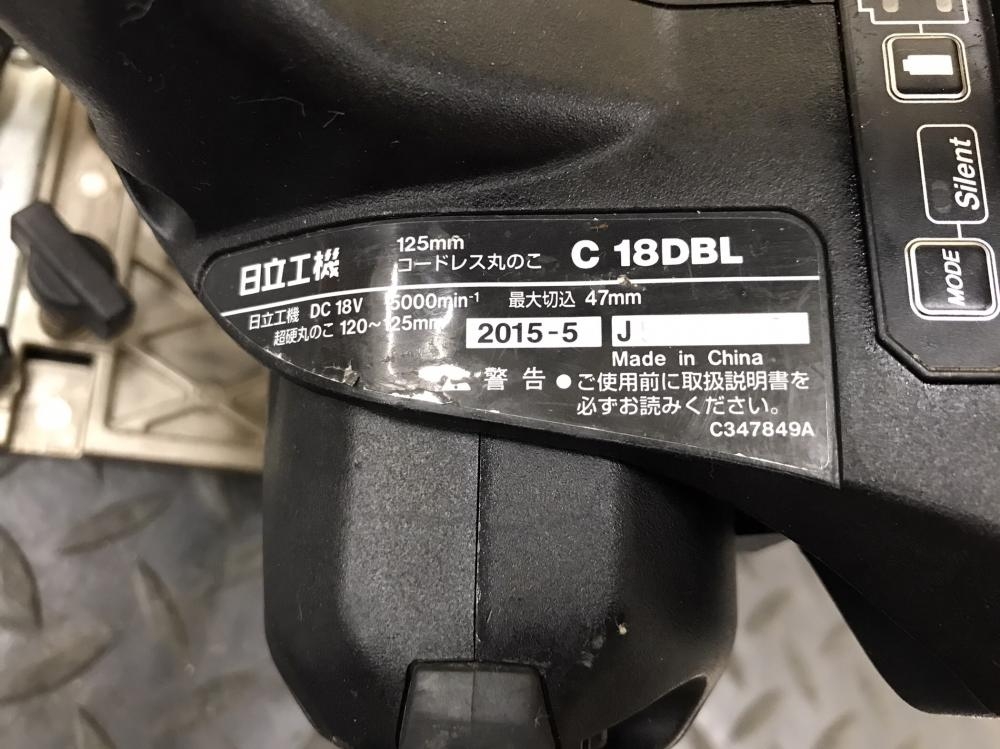 日立工機
125mm
コードレス丸のこ
C 18DBL
日立工機 DC 18V 5000min-1 最大切込 47mm
超硬丸のこ 120〜125mm
2015-5 J
Made in China
警告 ●ご使用前に取扱説明書を
必ずお読みください。
C347849A
Silent
MODE